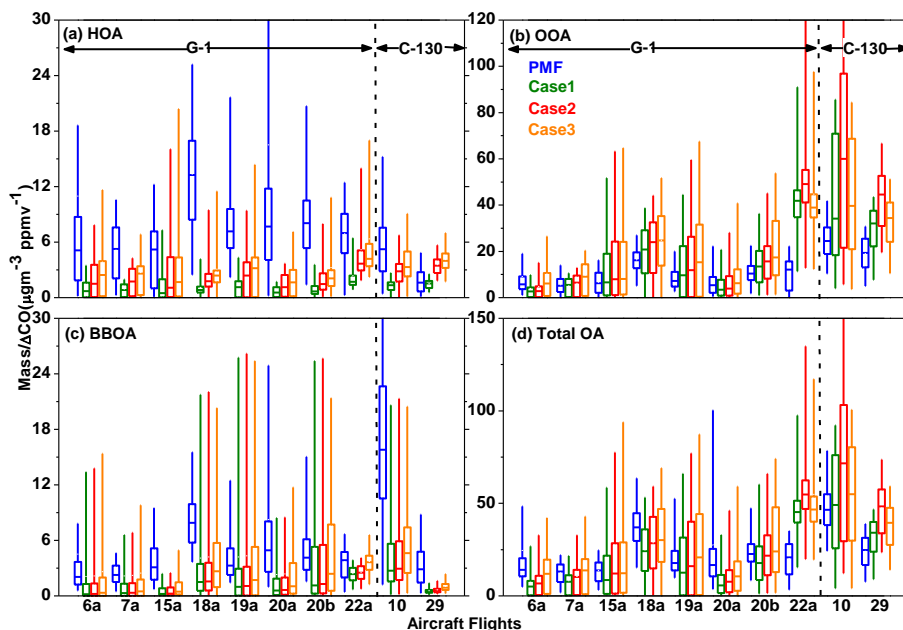 30 (a) HOA 120 (b) OOA
G-1 C-130 G-1 C-130
PMF
24 100 Case1
Case2
Case3
18 80
60
12 40
6 20
0 0
Mass/ΔCO(μgm-3 ppmv-1)
30 (c) BBOA 150 (d) Total OA
24
100
18
12
50
6
0 0
6a 7a 15a 18a 19a 20a 20b 22a 10 29 6a 7a 15a 18a 19a 20a 20b 22a 10 29
Aircraft Flights